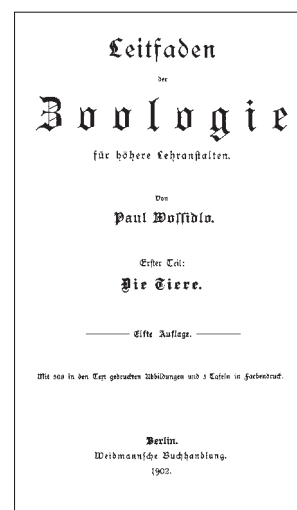 Leitfaden
der
Zoologie
für höhere Lehranstalten.
Von
Paul Wossidlo.
Erster Teil:
Die Tiere.
Elfte Auflage.
Mit in den Text gedruckten Abbildungen und Tafeln in Farbendruck.
Berlin.
Weidmannsche Buchhandlung.
1902.